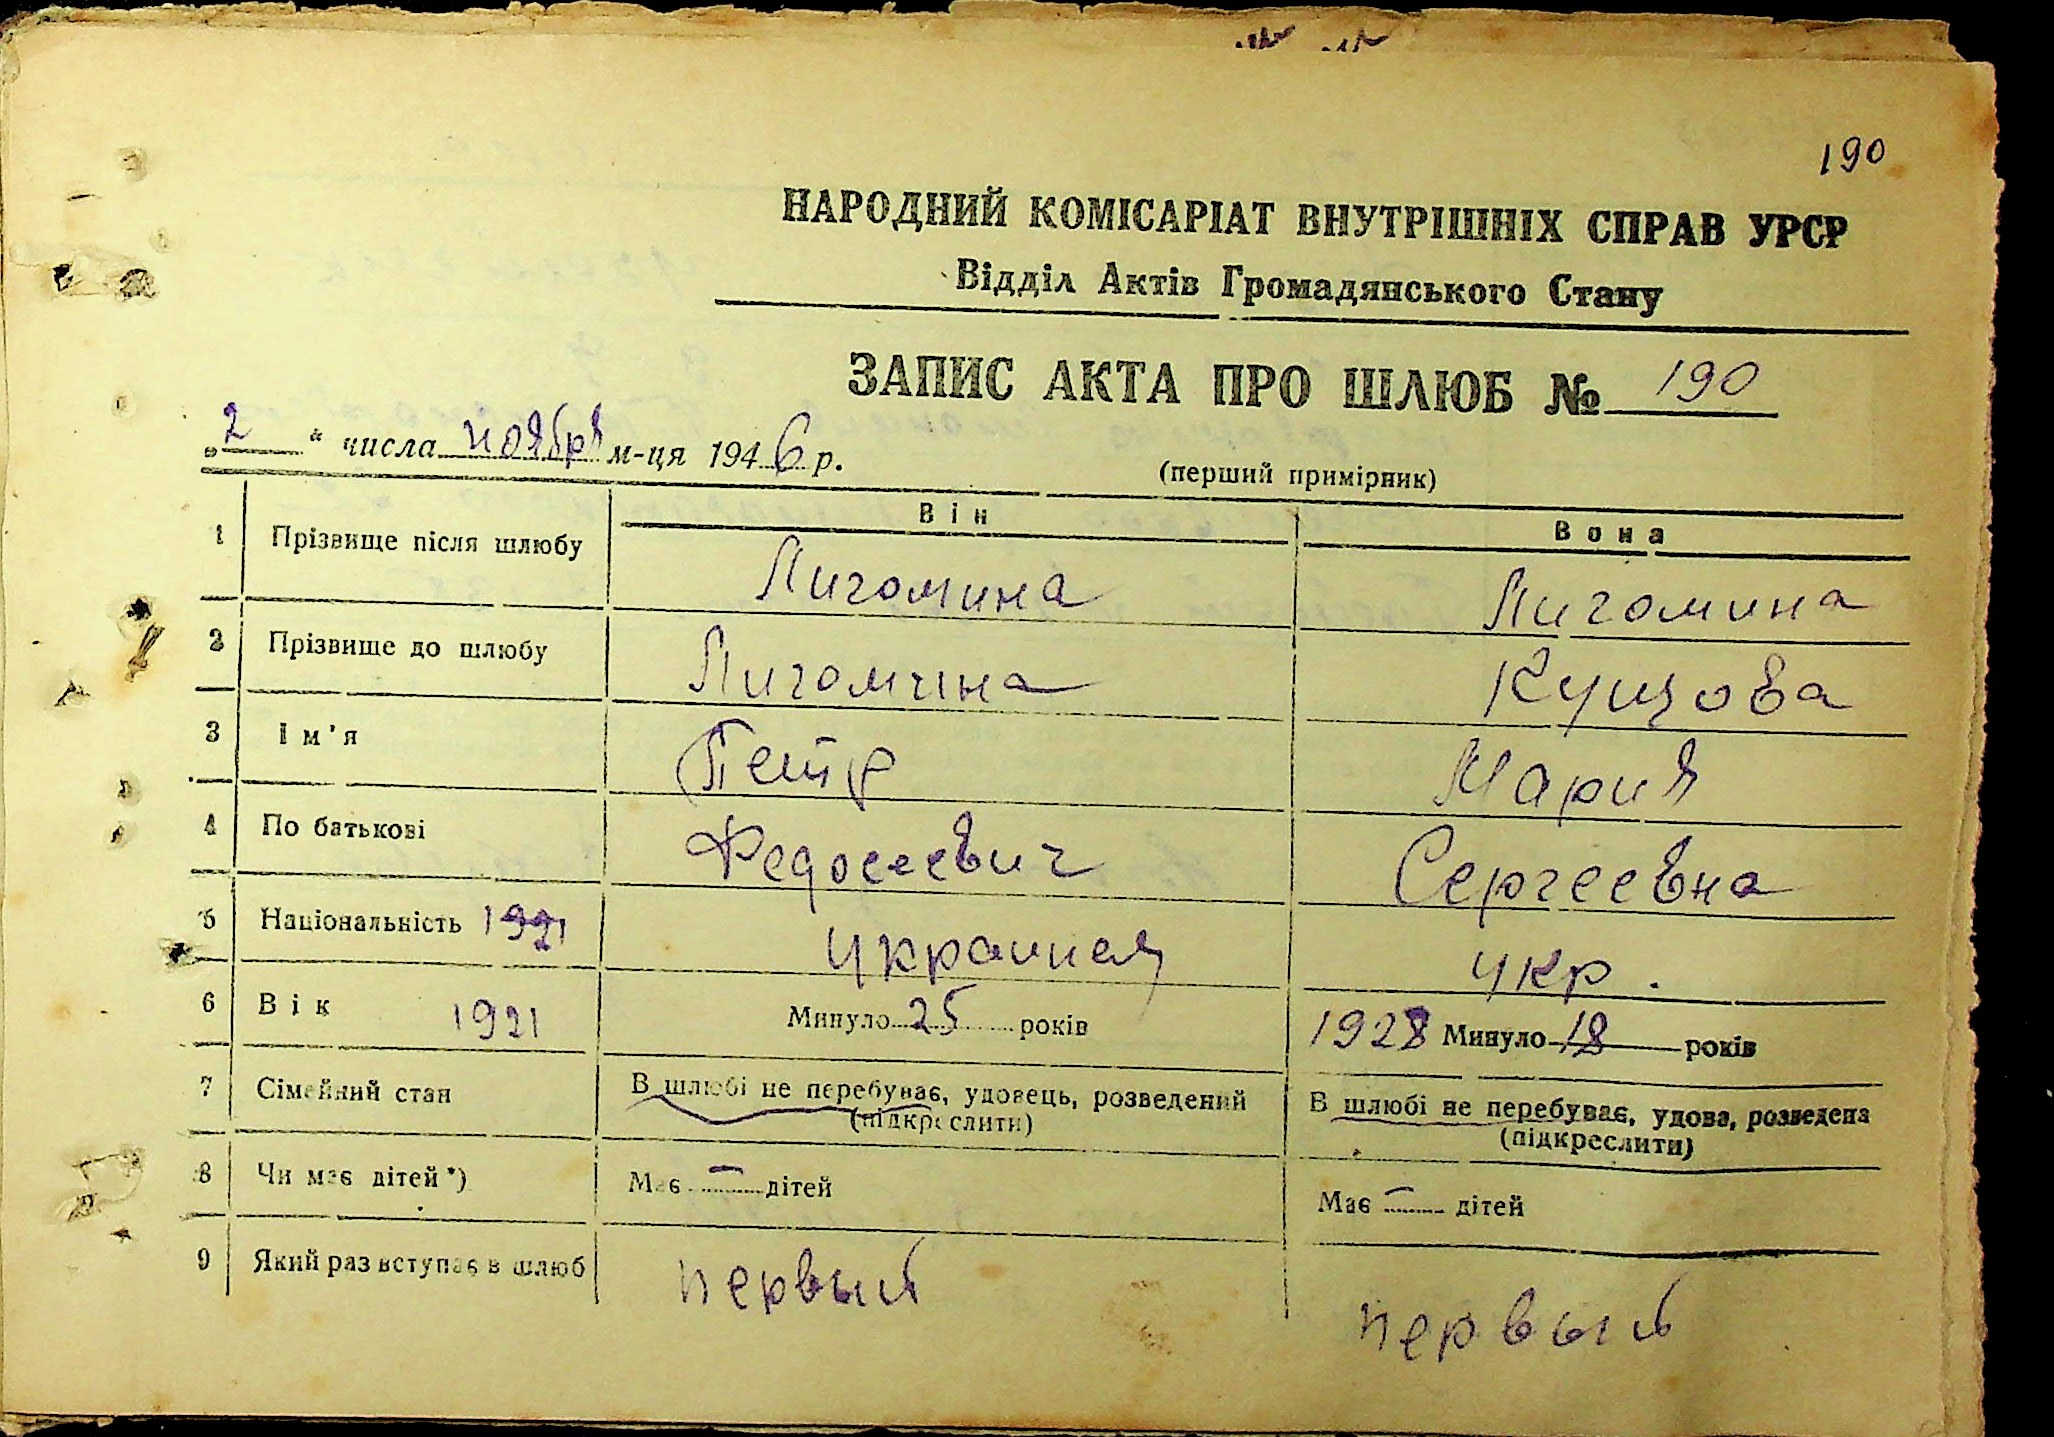 190
НАРОДНИЙ КОМІСАРІАТ ВНУТРІШНІХ СПРАВ УРСР
Відділ Актів Громадянського Стану
ЗАПИС АКТА ПРО ШЛЮБ № 190
„2“ числа ноября м-ця 1946 р.
(перший примірник)
Він Вона
1 Прізвище після шлюбу Лигомина Лигомина
2 Прізвище до шлюбу Лигомина Кущова
3 Ім'я Петр Мария
4 По батькові Федосеевич Сергеевна
5 Національність 1921 украинец укр.
6 Вік 1921 Минуло 25 років 1928 Минуло 18 років
7 Сімейний стан В шлюбі не перебуває, удовець, розведений В шлюбі не перебуває, удова, розведена
(підкреслити) (підкреслити)
8 Чи має дітей*) Має — дітей Має — дітей
9 Який раз вступає в шлюб первый первый